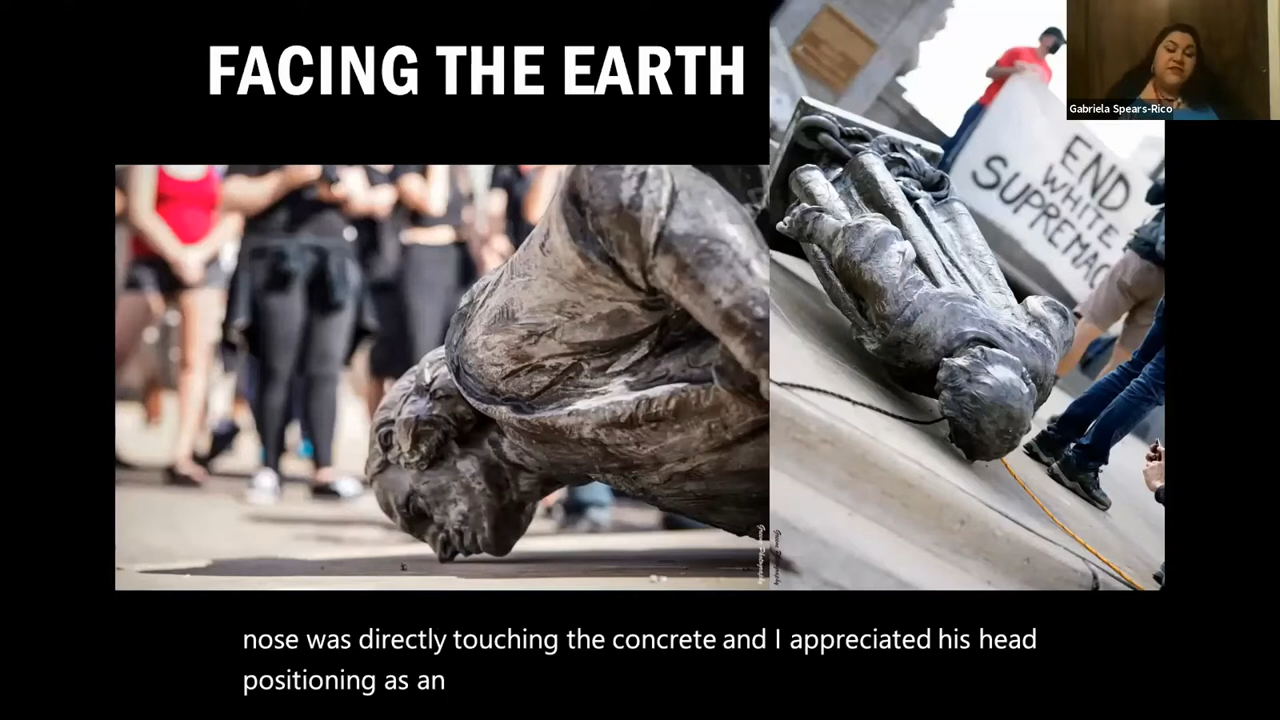 FACING THE EARTH
Gabriela Spears-Rico
END
WHITE
SUPREMAC
nose was directly touching the concrete and I appreciated his head
positioning as an